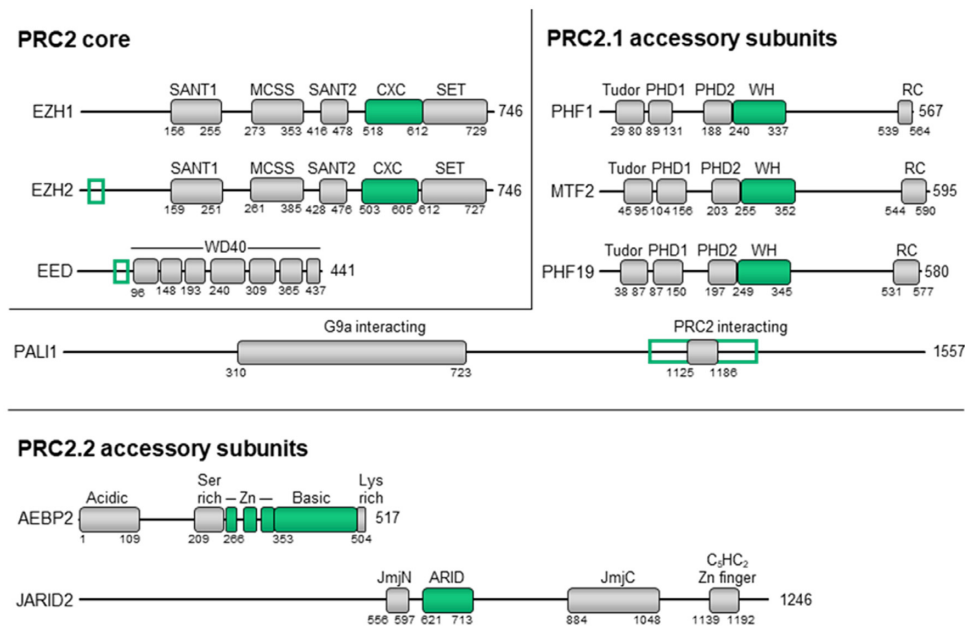 PRC2 core
SANT1 MCSS SANT2 CXC SET
EZH1 746
156 255 273 353 416 478 518 612 729
SANT1 MCSS SANT2 CXC SET
EZH2 746
159 251 261 385 428 476 503 605 612 727
WD40
EED 441
96 148 193 240 309 365 437
PRC2.1 accessory subunits
Tudor PHD1 PHD2 WH RC
PHF1 567
29 80 89 131 188 240 337 539 564
Tudor PHD1 PHD2 WH RC
MTF2 595
45 95 104 156 203 255 352 544 590
Tudor PHD1 PHD2 WH RC
PHF19 580
38 87 87 150 197 249 345 531 577
G9a interacting PRC2 interacting
PALI1 1557
310 723 1125 1186
PRC2.2 accessory subunits
Acidic Ser rich Zn Basic Lys rich
AEBP2 517
1 109 209 266 353 504
JmjN ARID JmjC C₅HC₂ Zn finger
JARID2 1246
556 597 621 713 884 1048 1139 1192